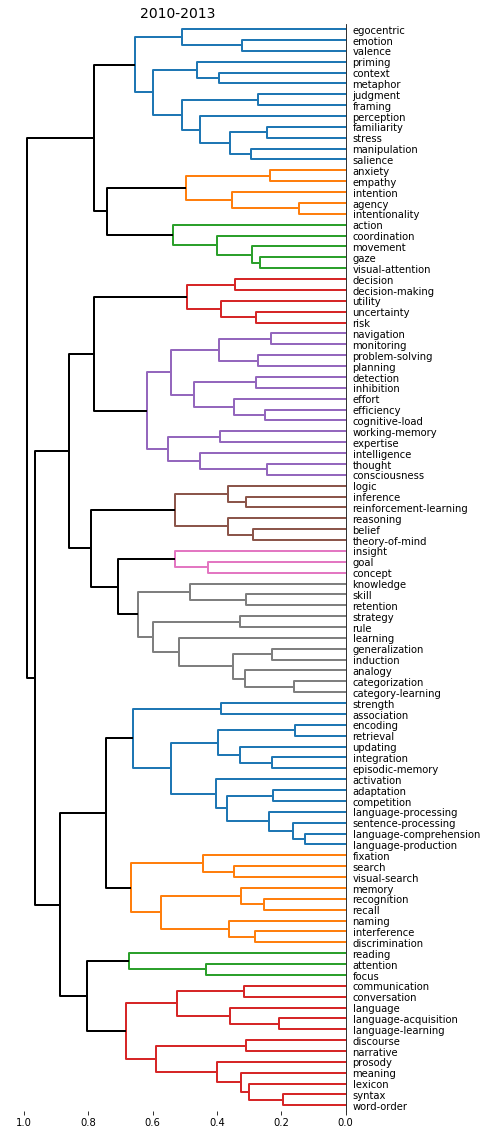 2010-2013
egocentric
emotion
valence
priming
context
metaphor
judgment
framing
perception
familiarity
stress
manipulation
salience
anxiety
empathy
intention
agency
intentionality
action
coordination
movement
gaze
visual-attention
decision
decision-making
utility
uncertainty
risk
navigation
monitoring
problem-solving
planning
detection
inhibition
effort
efficiency
cognitive-load
working-memory
expertise
intelligence
thought
consciousness
logic
inference
reinforcement-learning
reasoning
belief
theory-of-mind
insight
goal
concept
knowledge
skill
retention
strategy
rule
learning
generalization
induction
analogy
categorization
category-learning
strength
association
encoding
retrieval
updating
integration
episodic-memory
activation
adaptation
competition
language-processing
sentence-processing
language-comprehension
language-production
fixation
search
visual-search
memory
recognition
recall
naming
interference
discrimination
reading
attention
focus
communication
conversation
language
language-acquisition
language-learning
discourse
narrative
prosody
meaning
lexicon
syntax
word-order
1.0 0.8 0.6 0.4 0.2 0.0